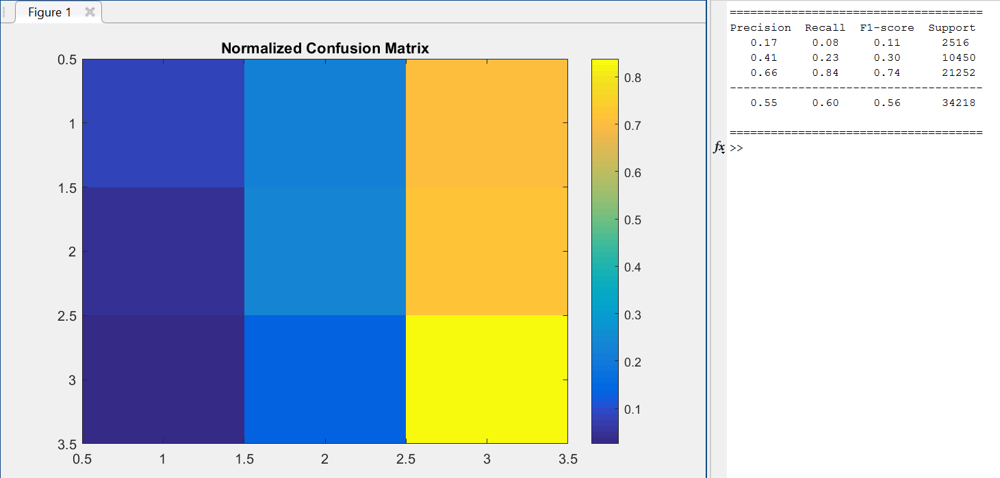 Figure 1
Normalized Confusion Matrix
0.5
1
1.5
2
2.5
3
3.5
0.5 1 1.5 2 2.5 3 3.5
0.8
0.7
0.6
0.5
0.4
0.3
0.2
0.1
=====================================
Precision Recall F1-score Support
0.17 0.08 0.11 2516
0.41 0.23 0.30 10450
0.66 0.84 0.74 21252
-------------------------------------
0.55 0.60 0.56 34218
=====================================
fx >>